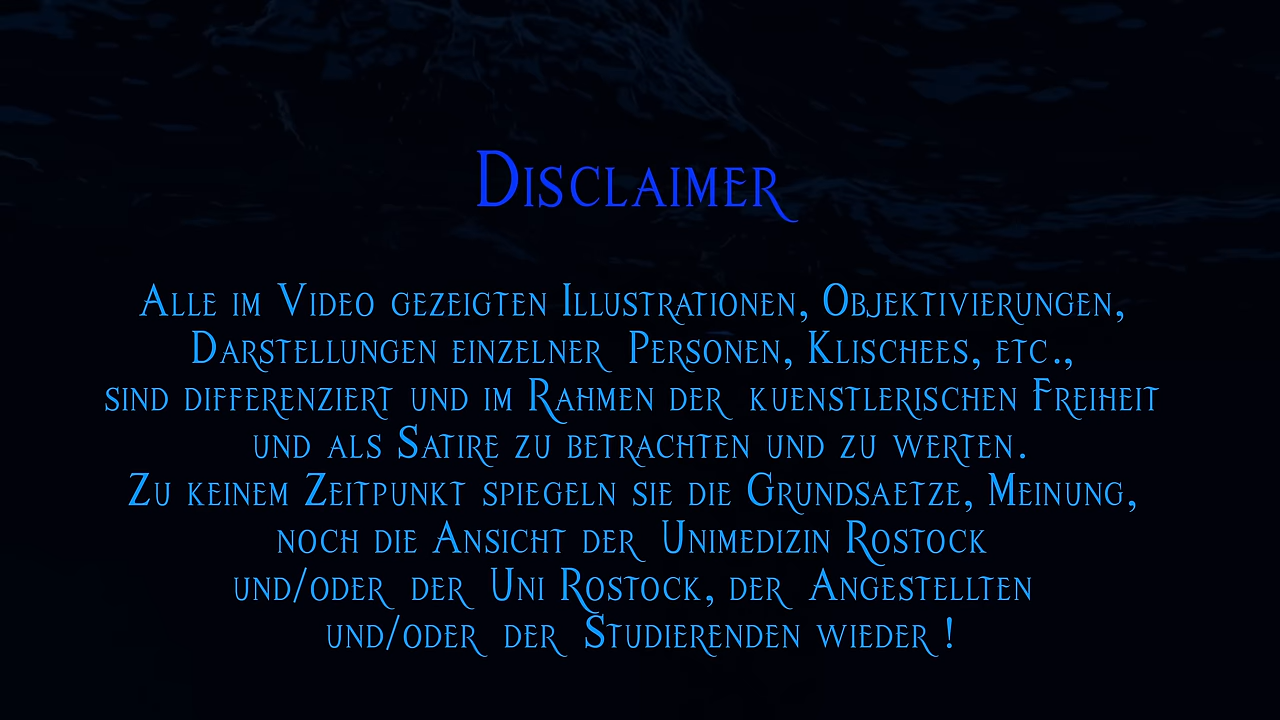 Disclaimer
Alle im Video gezeigten Illustrationen, Objektivierungen,
Darstellungen einzelner Personen, Klischees, etc.,
sind differenziert und im Rahmen der kuenstlerischen Freiheit
und als Satire zu betrachten und zu werten.
Zu keinem Zeitpunkt spiegeln sie die Grundsaetze, Meinung,
noch die Ansicht der Unimedizin Rostock
und/oder der Uni Rostock, der Angestellten
und/oder der Studierenden wieder !